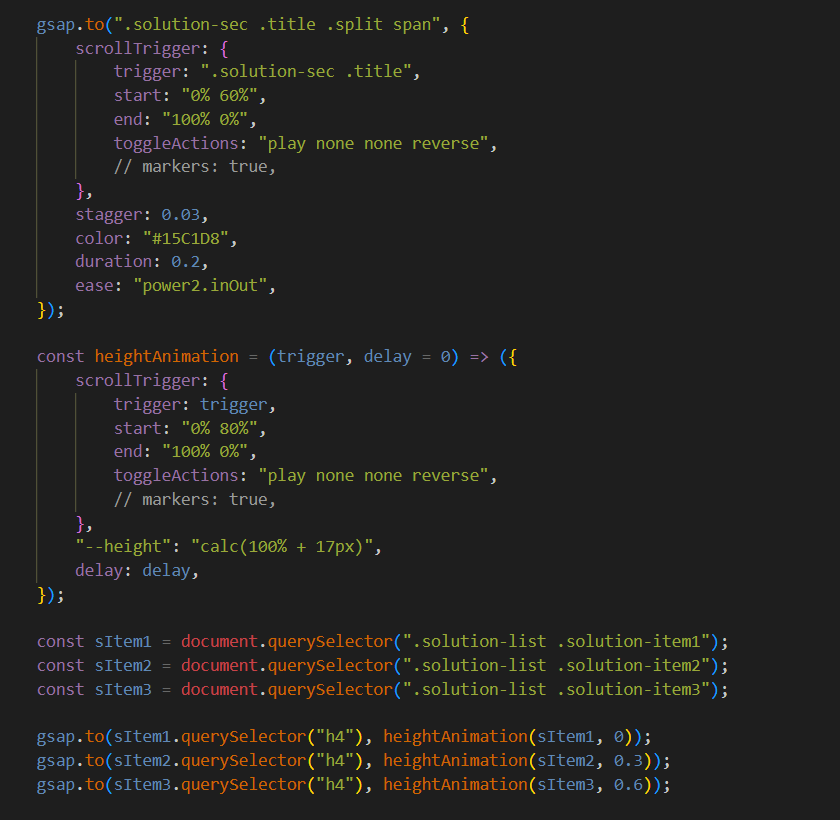 gsap.to(".solution-sec .title .split span", {
    scrollTrigger: {
        trigger: ".solution-sec .title",
        start: "0% 60%",
        end: "100% 0%",
        toggleActions: "play none none reverse",
        // markers: true,
    },
    stagger: 0.03,
    color: "#15C1D8",
    duration: 0.2,
    ease: "power2.inOut",
});

const heightAnimation = (trigger, delay = 0) => ({
    scrollTrigger: {
        trigger: trigger,
        start: "0% 80%",
        end: "100% 0%",
        toggleActions: "play none none reverse",
        // markers: true,
    },
    "--height": "calc(100% + 17px)",
    delay: delay,
});

const sItem1 = document.querySelector(".solution-list .solution-item1");
const sItem2 = document.querySelector(".solution-list .solution-item2");
const sItem3 = document.querySelector(".solution-list .solution-item3");

gsap.to(sItem1.querySelector("h4"), heightAnimation(sItem1, 0));
gsap.to(sItem2.querySelector("h4"), heightAnimation(sItem2, 0.3));
gsap.to(sItem3.querySelector("h4"), heightAnimation(sItem3, 0.6));